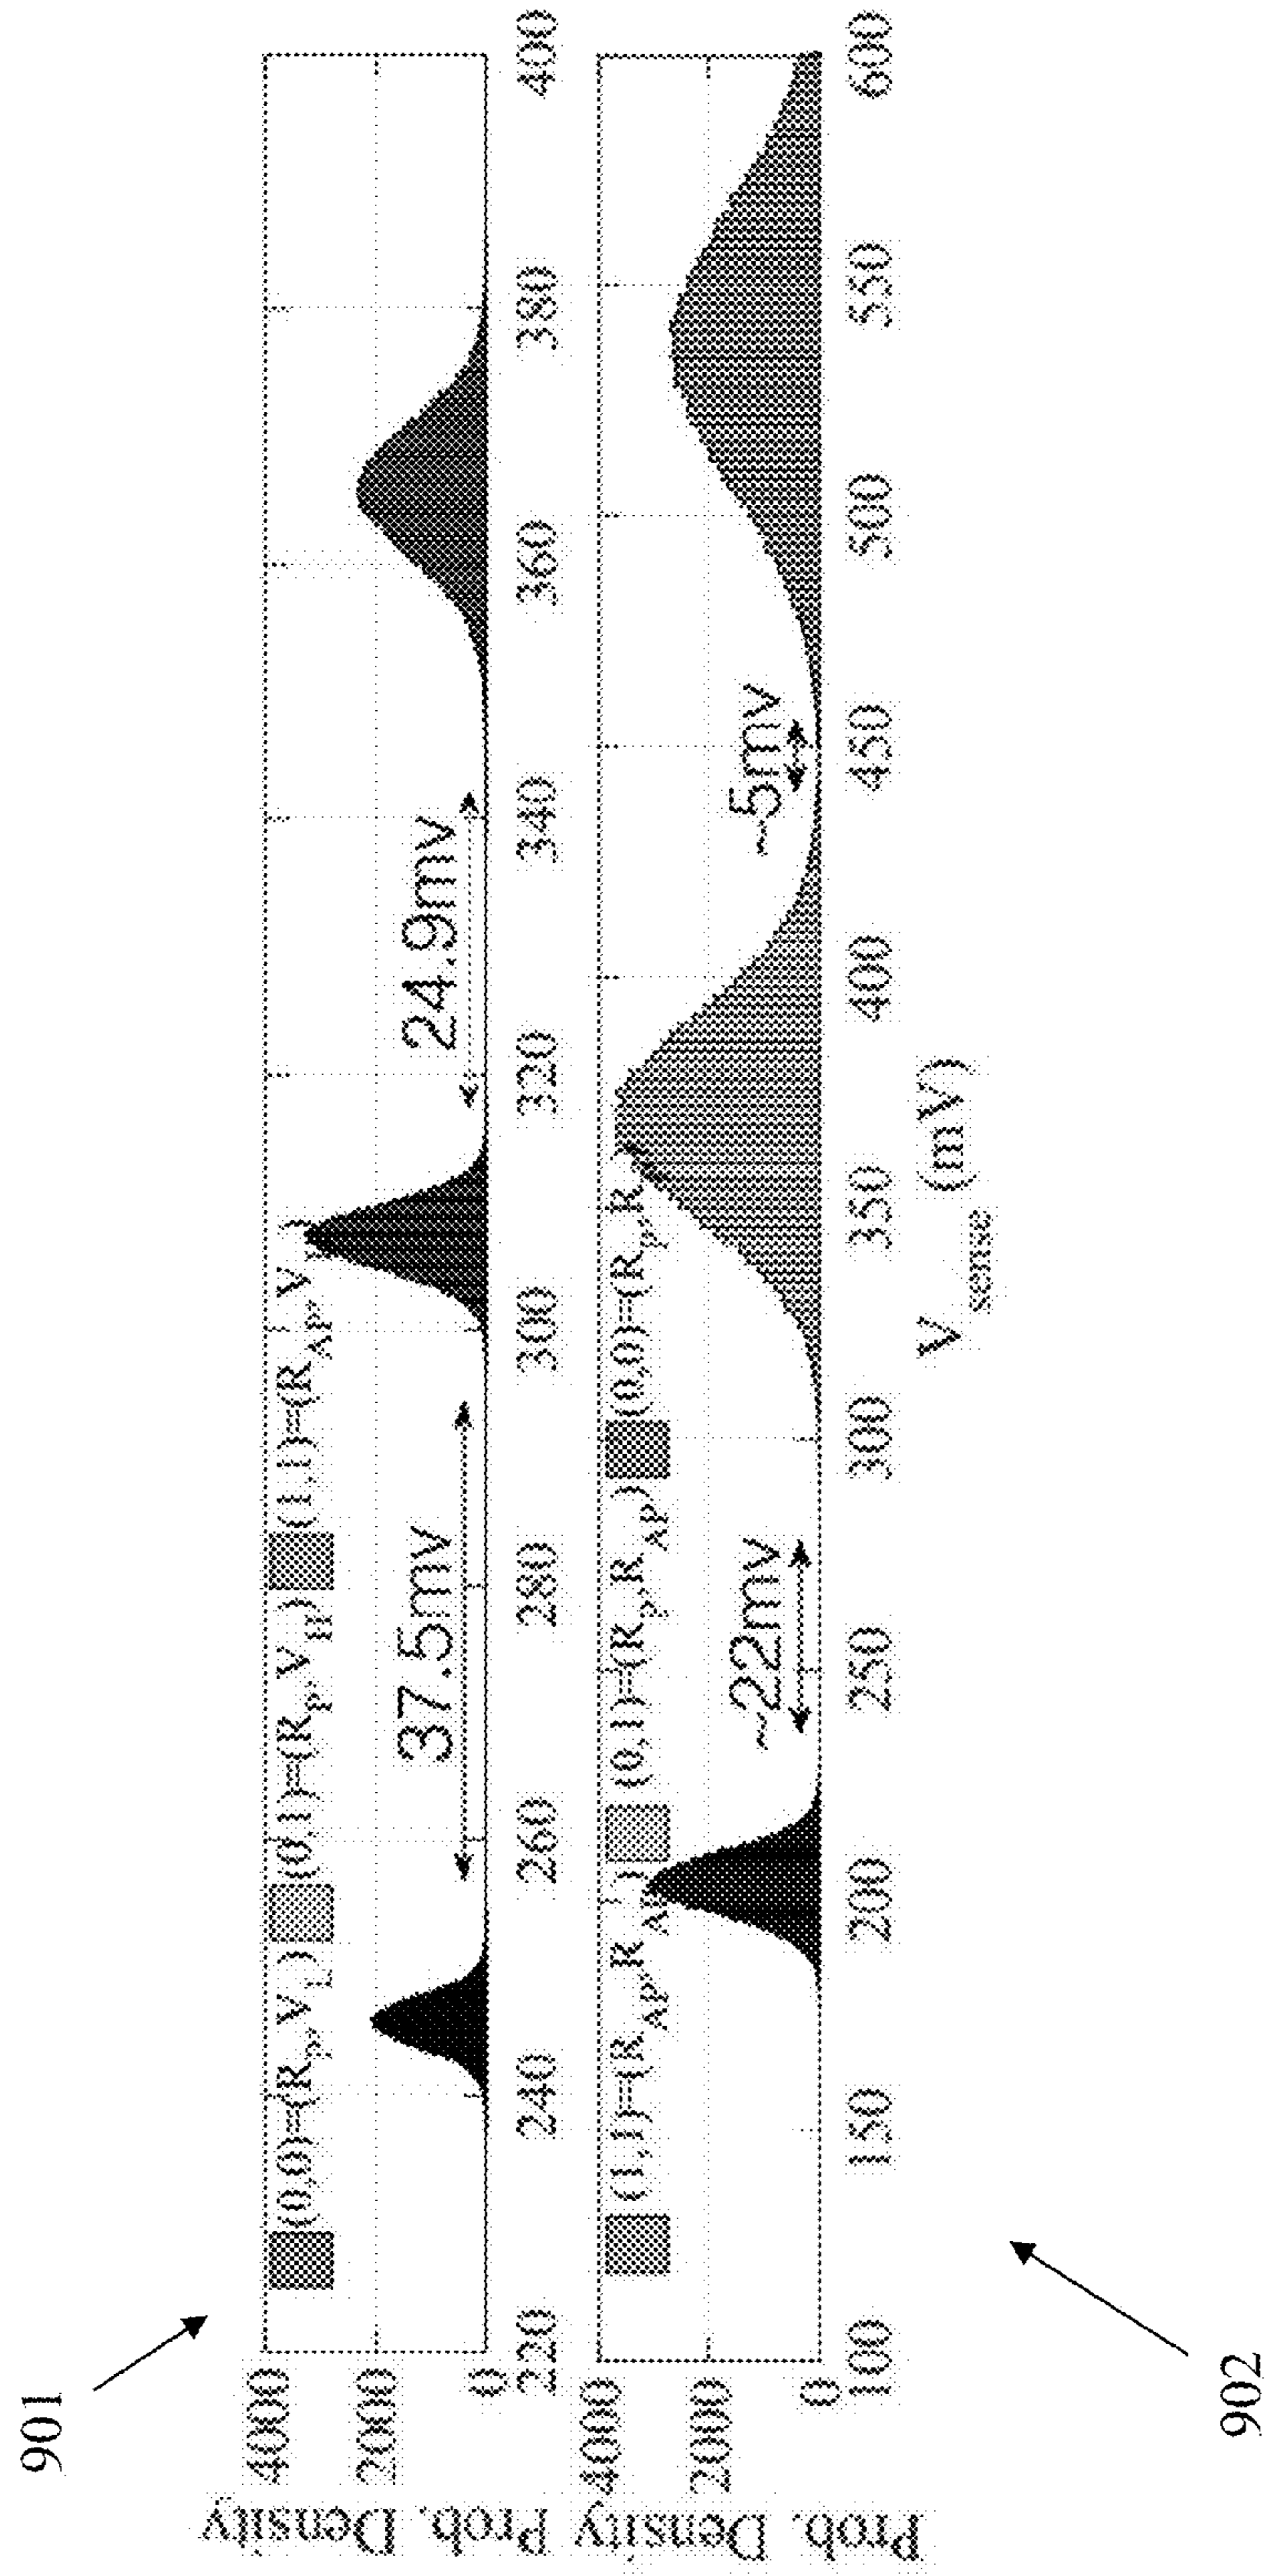 901
Prob. Density
4000
2000
0
(0,0)=(R_P,V_L) (0,1)=(R_P,V_H) (1,1)=(R_AP,V_
37.5mv
24.9mv
220 240 260 280 300 320 340 360 380 400
Prob. Density
4000
2000
0
(1,1)=(R_AP,R_AP) (0,1)=(R_P,R_AP) (0,0)=(R_P,R
~22mv
~5mv
100 150 200 250 300 350 400 450 500 550 600
V_sense (mV)
902